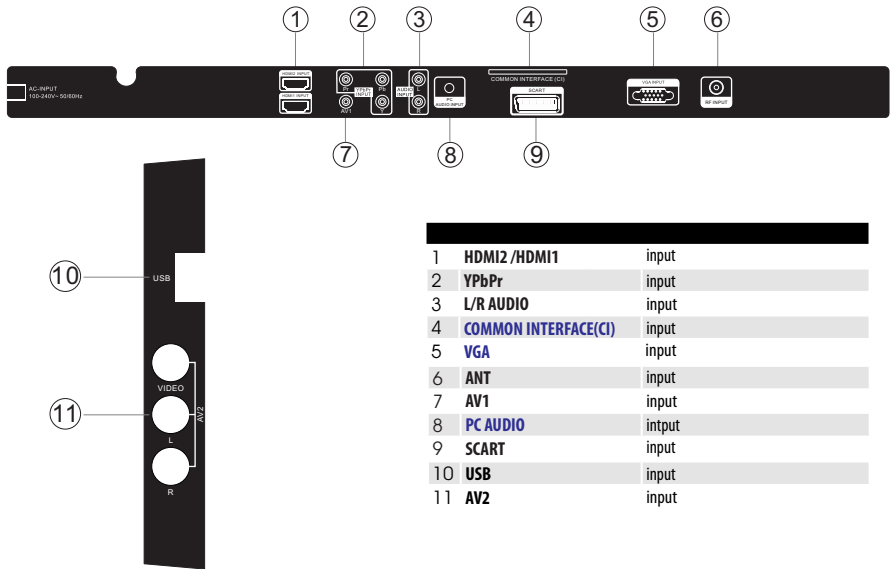 1 2 3 4 5 6
AC-INPUT
100-240V~ 50/60Hz
HDMI2 INPUT
HDMI1 INPUT
Pr YPbPr INPUT Pb
AV1 Y
AUDIO INPUT L
R
PC
AUDIO INPUT
COMMON INTERFACE (CI)
SCART
VGA INPUT
RF INPUT
7 8 9
10 USB
VIDEO
11 L AV2
R
1 HDMI2 /HDMI1 input
2 YPbPr input
3 L/R AUDIO input
4 COMMON INTERFACE(CI) input
5 VGA input
6 ANT input
7 AV1 input
8 PC AUDIO intput
9 SCART input
10 USB input
11 AV2 input